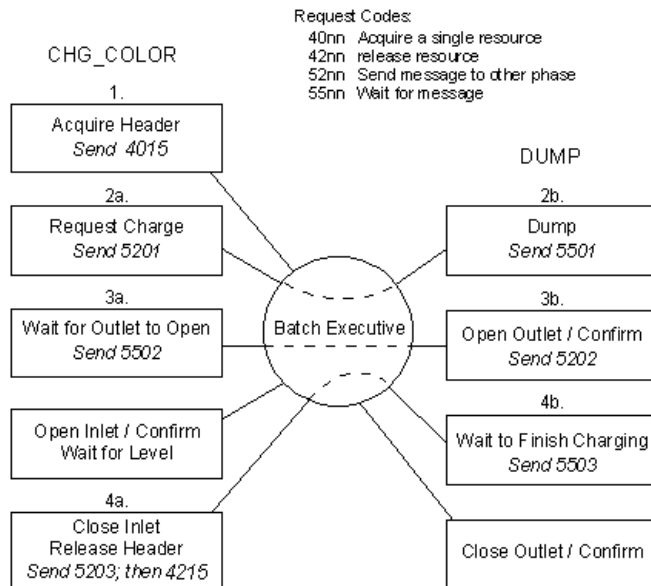 Request Codes:
40nn Acquire a single resource
42nn release resource
52nn Send message to other phase
55nn Wait for message
CHG_COLOR
1.
Acquire Header
Send 4015
DUMP
2a.
Request Charge
Send 5201
2b.
Dump
Send 5501
3a.
Wait for Outlet to Open
Send 5502
Batch Executive
3b.
Open Outlet / Confirm
Send 5202
Open Inlet / Confirm
Wait for Level
4b.
Wait to Finish Charging
Send 5503
4a.
Close Inlet
Release Header
Send 5203; then 4215
Close Outlet / Confirm